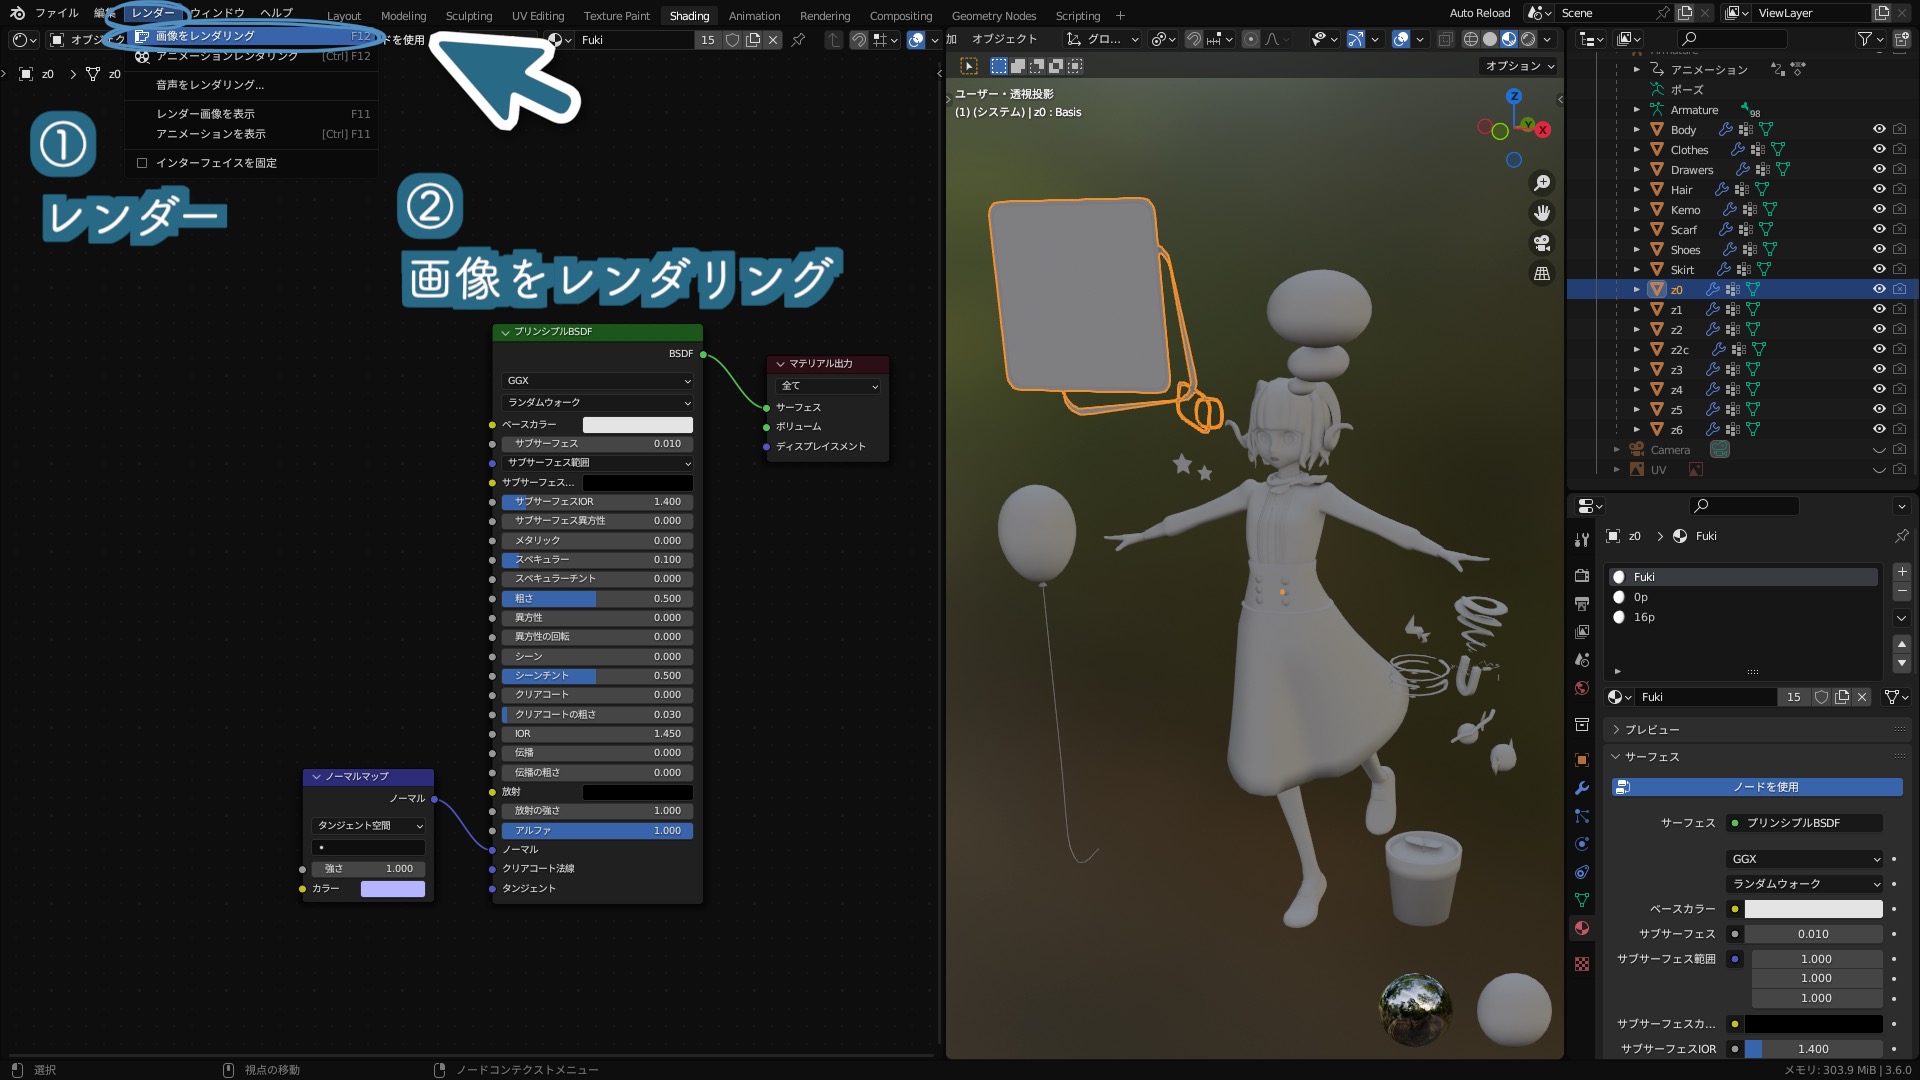 ファイル 編集 レンダー ウィンドウ ヘルプ Layout Modeling Sculpting UV Editing Texture Paint Shading Animation Rendering Compositing Geometry Nodes Scripting + Auto Reload Scene ViewLayer
画像をレンダリング F12
アニメーションレンダリング [Ctrl] F12
音声をレンダリング...
レンダー画像を表示 F11
アニメーションを表示 [Ctrl] F11
インターフェイスを固定
ドを使用 Fuki 15
z0 > z0
①
レンダー
②
画像をレンダリング
プリンシプルBSDF
BSDF
GGX
ランダムウォーク
ベースカラー
サブサーフェス 0.010
サブサーフェス範囲
サブサーフェス...
サブサーフェスIOR 1.400
サブサーフェス異方性 0.000
メタリック 0.000
スペキュラー 0.100
スペキュラーチント 0.000
粗さ 0.500
異方性 0.000
異方性の回転 0.000
シーン 0.000
シーンチント 0.500
クリアコート 0.000
クリアコートの粗さ 0.030
IOR 1.450
伝播 0.000
伝播の粗さ 0.000
放射
放射の強さ 1.000
アルファ 1.000
ノーマル
クリアコート法線
タンジェント
マテリアル出力
全て
サーフェス
ボリューム
ディスプレイスメント
ノーマルマップ
ノーマル
タンジェント空間
強さ 1.000
カラー
加 オブジェクト グロ...
オプション
ユーザー・透視投影
(1) (システム) | z0 : Basis
Z
Y
X
アニメーション
ポーズ
Armature 98
Body
Clothes
Drawers
Hair
Kemo
Scarf
Shoes
Skirt
z0
z1
z2
z2c
z3
z4
z5
z6
Camera
UV
z0 > Fuki
Fuki
0p
16p
Fuki 15
プレビュー
サーフェス
ノードを使用
サーフェス プリンシプルBSDF
GGX
ランダムウォーク
ベースカラー
サブサーフェス 0.010
サブサーフェス範囲 1.000
1.000
1.000
サブサーフェスカ...
サブサーフェスIOR 1.400
選択 視点の移動 ノードコンテクストメニュー メモリ: 303.9 MiB | 3.6.0